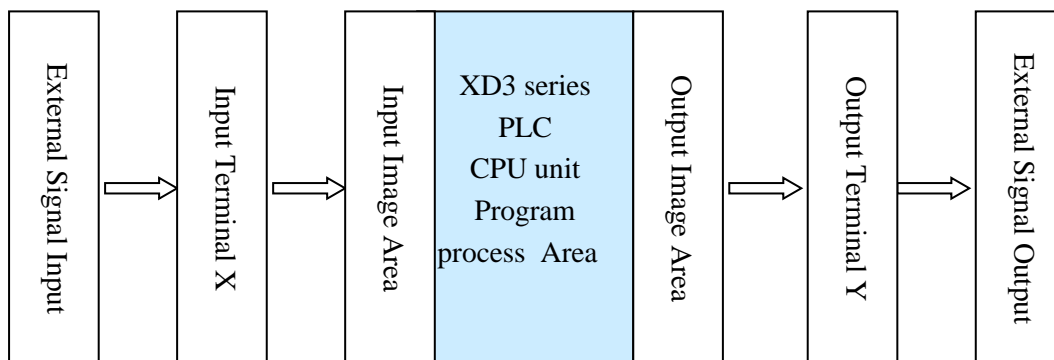 External Signal Input
Input Terminal X
Input Image Area
XD3 series
PLC
CPU unit
Program
process Area
Output Image Area
Output Terminal Y
External Signal Output